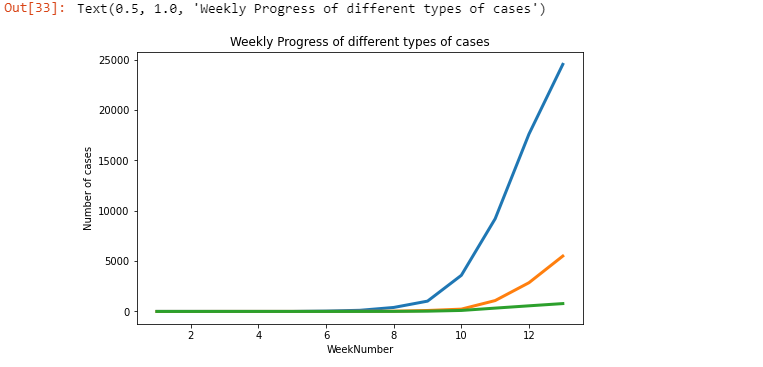 Out[33]: Text(0.5, 1.0, 'Weekly Progress of different types of cases')
Weekly Progress of different types of cases
25000
20000
15000
10000
5000
0
Number of cases
2 4 6 8 10 12
WeekNumber